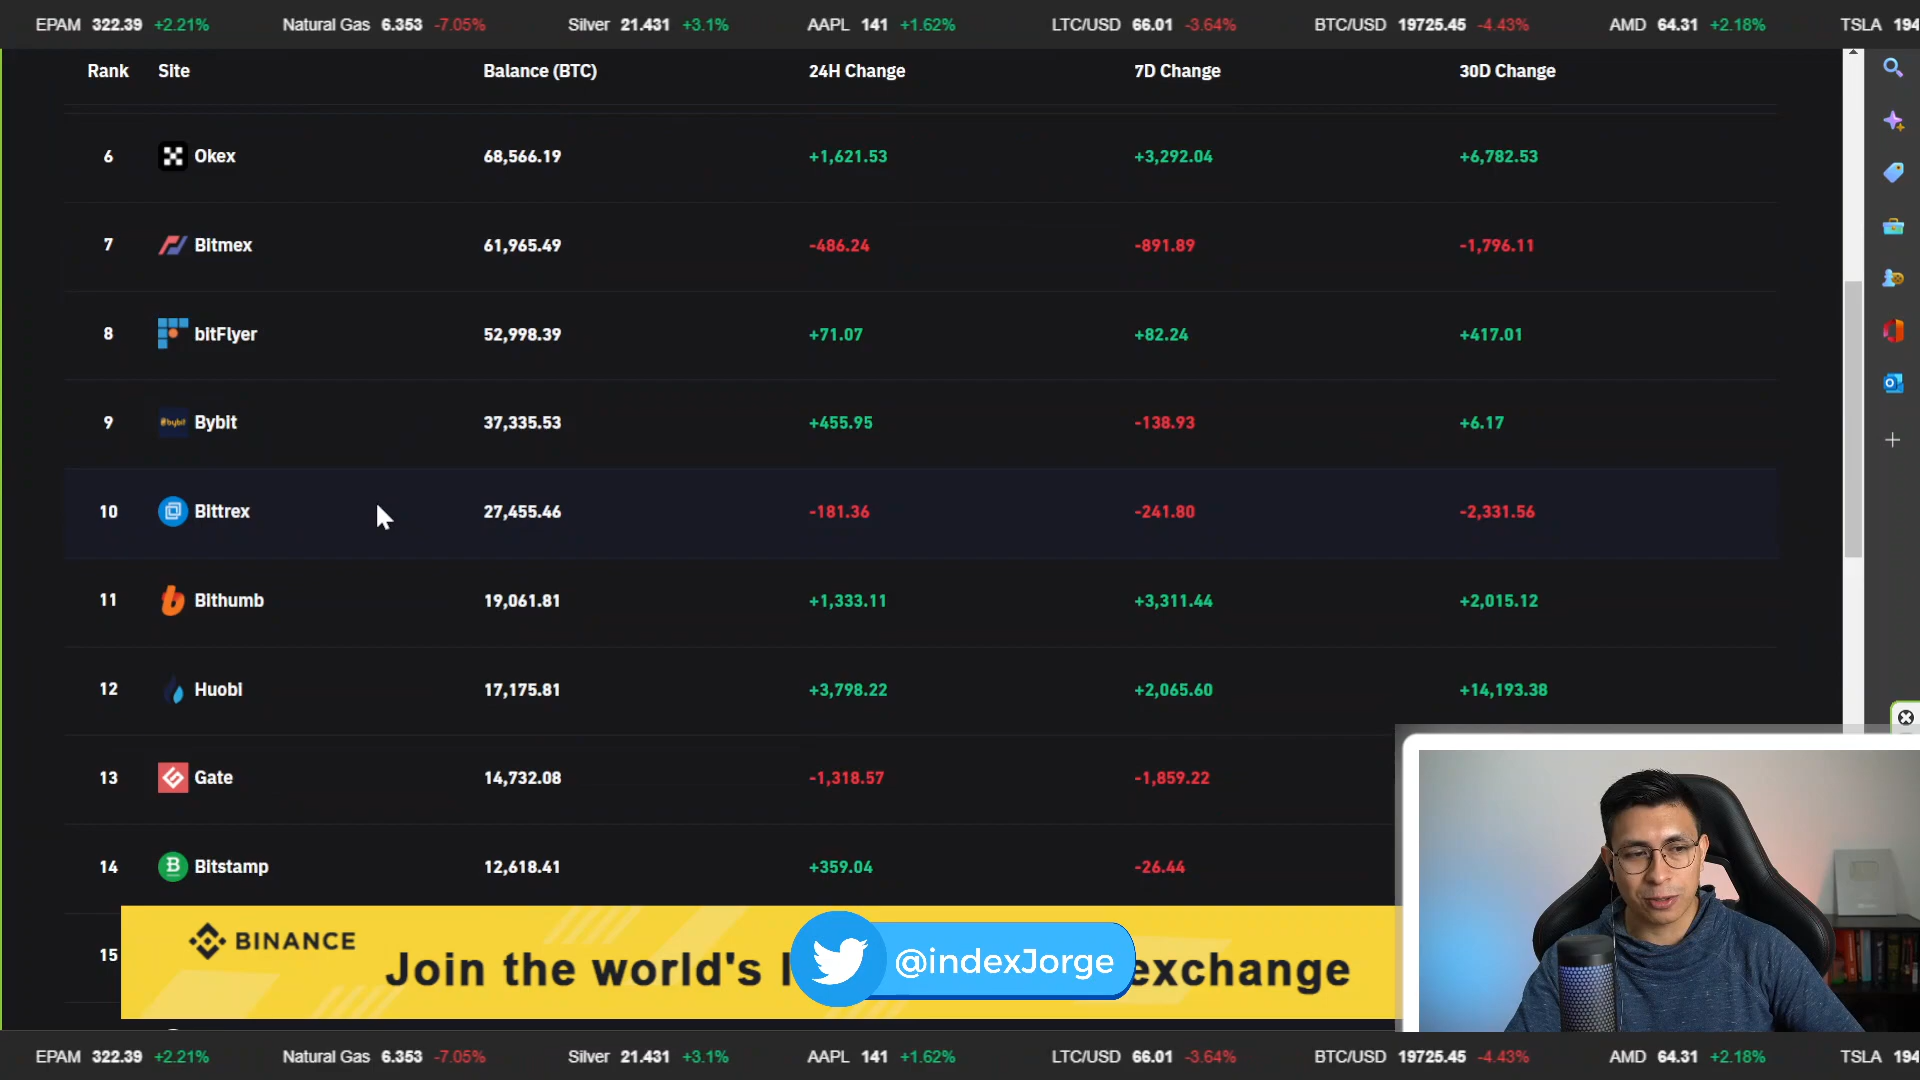 EPAM 322.39 +2.21% Natural Gas 6.353 -7.05% Silver 21.431 +3.1% AAPL 141 +1.62% LTC/USD 66.01 -3.64% BTC/USD 19725.45 -4.43% AMD 64.31 +2.18% TSLA 194
Rank Site Balance (BTC) 24H Change 7D Change 30D Change
6 Okex 68,566.19 +1,621.53 +3,292.04 +6,782.53
7 Bitmex 61,965.49 -486.24 -891.89 -1,796.11
8 bitFlyer 52,998.39 +71.07 +82.24 +417.01
9 Bybit 37,335.53 +455.95 -138.93 +6.17
10 Bittrex 27,455.46 -181.36 -241.80 -2,331.56
11 Bithumb 19,061.81 +1,333.11 +3,311.44 +2,015.12
12 Huobi 17,175.81 +3,798.22 +2,065.60 +14,193.38
13 Gate 14,732.08 -1,318.57 -1,859.22
14 Bitstamp 12,618.41 +359.04 -26.44
15
BINANCE
Join the world's exchange
@indexJorge
EPAM 322.39 +2.21% Natural Gas 6.353 -7.05% Silver 21.431 +3.1% AAPL 141 +1.62% LTC/USD 66.01 -3.64% BTC/USD 19725.45 -4.43% AMD 64.31 +2.18% TSLA 194